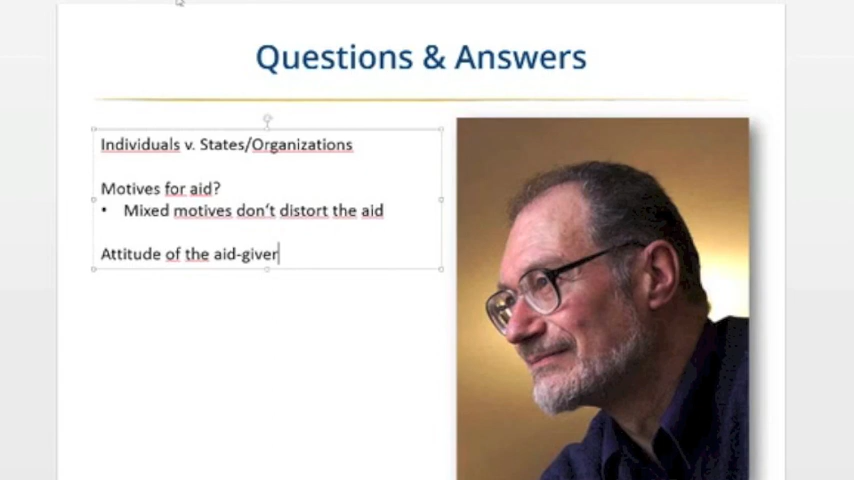 Questions & Answers
Individuals v. States/Organizations
Motives for aid?
• Mixed motives don't distort the aid
Attitude of the aid-giver